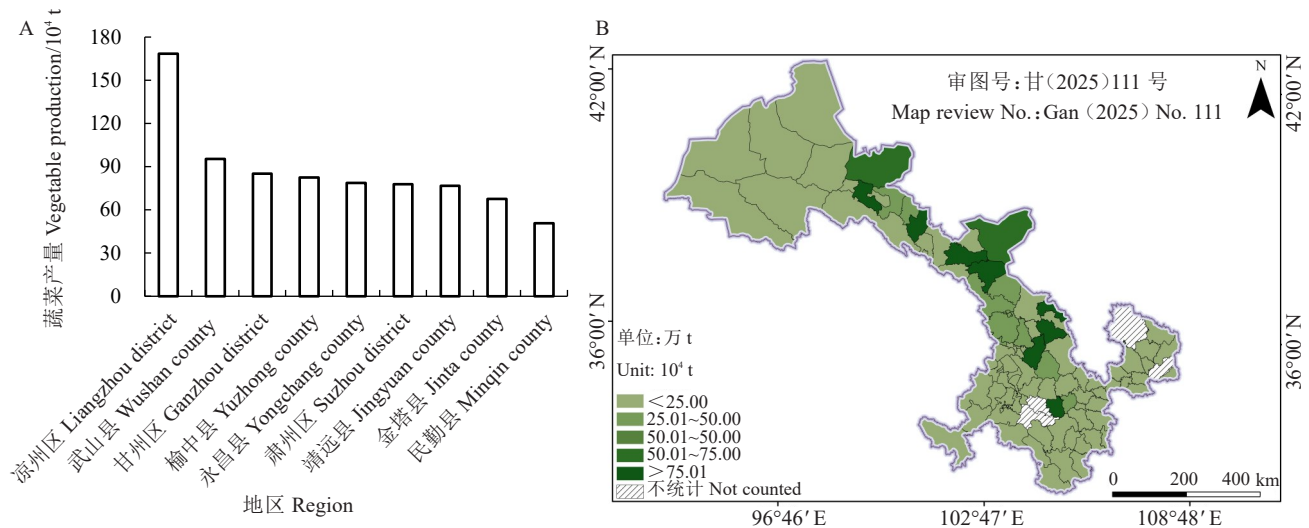 A
蔬菜产量 Vegetable production/10⁴ t
180
150
120
90
60
30
0
凉州区 Liangzhou district
武山县 Wushan county
甘州区 Ganzhou district
榆中县 Yuzhong county
永昌县 Yongchang county
肃州区 Suzhou district
靖远县 Jingyuan county
金塔县 Jinta county
民勤县 Minqin county
地区 Region
B
审图号:甘(2025)111 号
Map review No.:Gan (2025) No. 111
N
42°00′ N
36°00′ N
42°00′ N
36°00′ N
单位:万 t
Unit: 10⁴ t
<25.00
25.01~50.00
50.01~50.00
50.01~75.00
>75.01
不统计 Not counted
0 200 400 km
96°46′ E
102°47′ E
108°48′ E